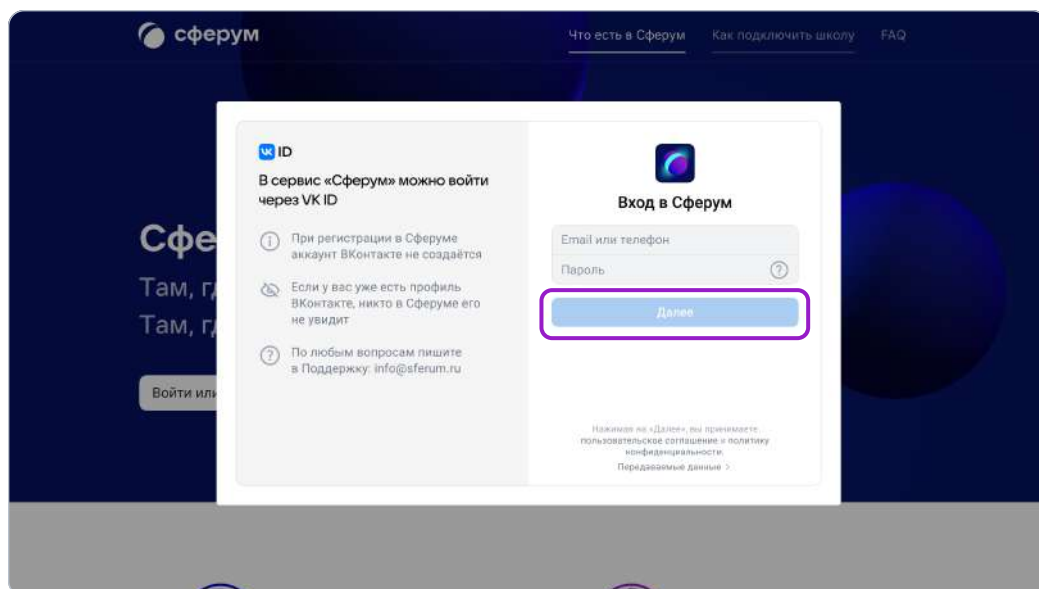 сферум
Что есть в Сферум
Как подключить школу
FAQ
VK ID
В сервис «Сферум» можно войти
через VK ID
При регистрации в Сферуме
аккаунт ВКонтакте не создаётся
Если у вас уже есть профиль
ВКонтакте, никто в Сферуме его
не увидит
По любым вопросам пишите
в Поддержку: info@sferum.ru
Вход в Сферум
Email или телефон
Пароль
Далее
Нажимая на «Далее», вы принимаете
пользовательское соглашение и политику
конфиденциальности.
Передаваемые данные >
Сфе
Там, г
Там, г
Войти или